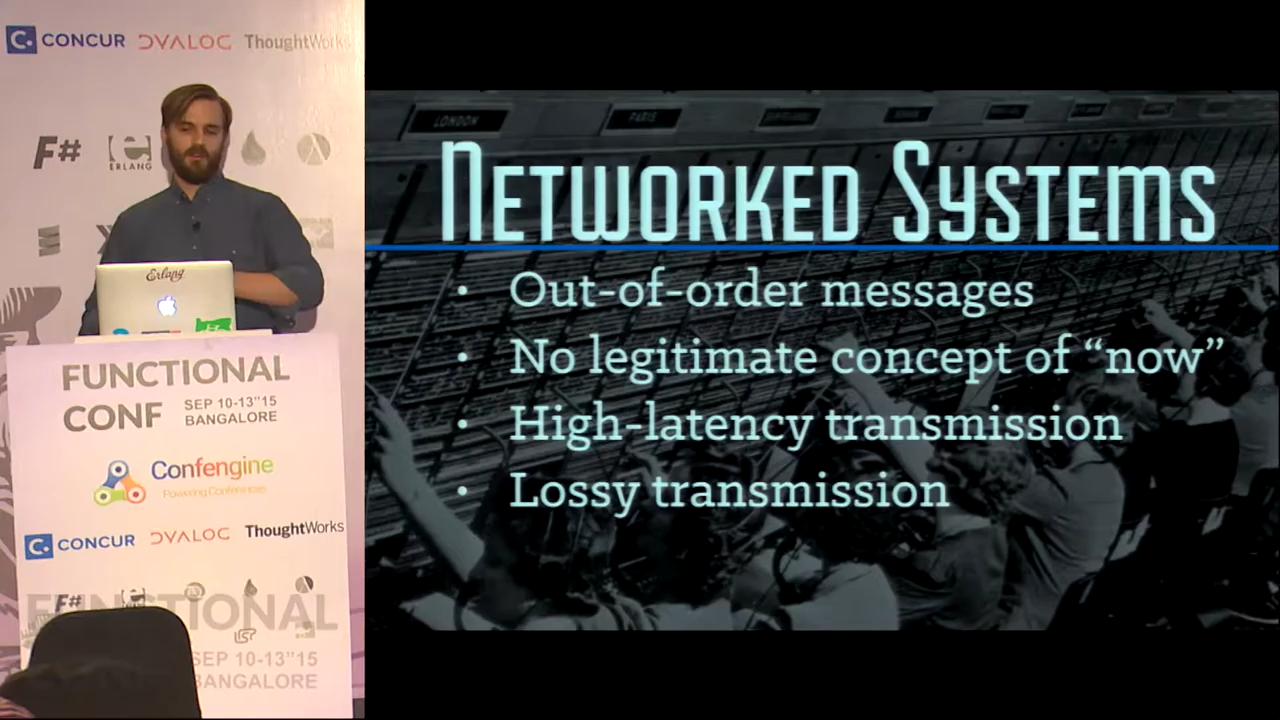 CONCUR DVALOC ThoughtWorks
F# ERLANG
Erlang
FUNCTIONAL
CONF SEP 10-13"15
BANGALORE
Confengine
Powering Conferences
CONCUR DVALOC ThoughtWorks
F#
FUNCTIONAL
SEP 10-13"15
BANGALORE
LONDON PARIS
NETWORKED SYSTEMS
• Out-of-order messages
• No legitimate concept of “now”
• High-latency transmission
• Lossy transmission